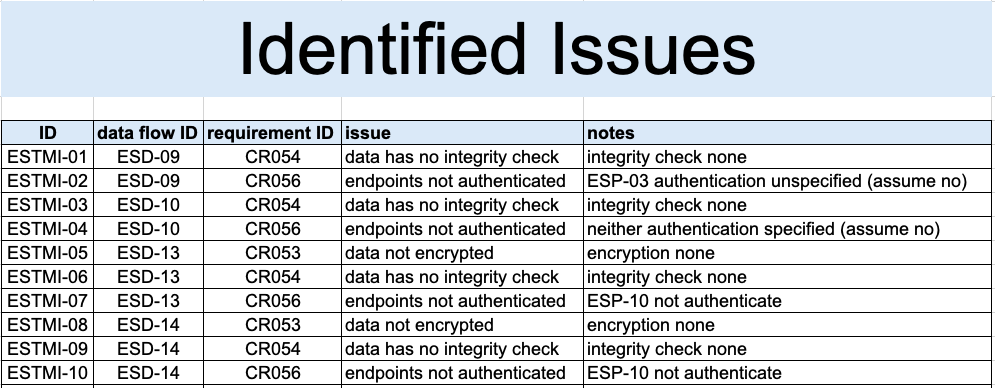 Identified Issues
ID data flow ID requirement ID issue notes
ESTMI-01 ESD-09 CR054 data has no integrity check integrity check none
ESTMI-02 ESD-09 CR056 endpoints not authenticated ESP-03 authentication unspecified (assume no)
ESTMI-03 ESD-10 CR054 data has no integrity check integrity check none
ESTMI-04 ESD-10 CR056 endpoints not authenticated neither authentication specified (assume no)
ESTMI-05 ESD-13 CR053 data not encrypted encryption none
ESTMI-06 ESD-13 CR054 data has no integrity check integrity check none
ESTMI-07 ESD-13 CR056 endpoints not authenticated ESP-10 not authenticate
ESTMI-08 ESD-14 CR053 data not encrypted encryption none
ESTMI-09 ESD-14 CR054 data has no integrity check integrity check none
ESTMI-10 ESD-14 CR056 endpoints not authenticated ESP-10 not authenticate